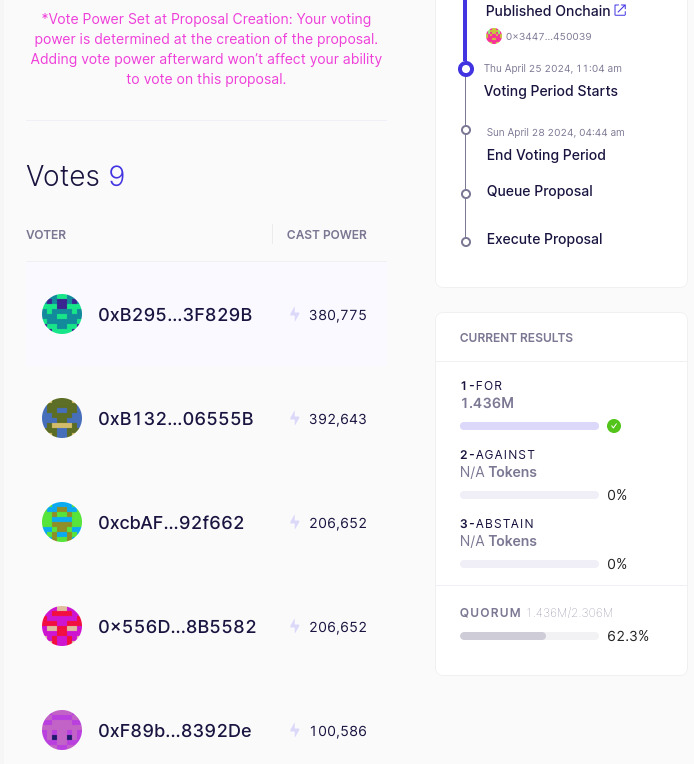 *Vote Power Set at Proposal Creation: Your voting
power is determined at the creation of the proposal.
Adding vote power afterward won't affect your ability
to vote on this proposal.
Votes 9
VOTER CAST POWER
0xB295...3F829B 380,775
0xB132...06555B 392,643
0xcbAF...92f662 206,652
0x556D...8B5582 206,652
0xF89b...8392De 100,586
Published Onchain
0x3447...450039
Thu April 25 2024, 11:04 am
Voting Period Starts
Sun April 28 2024, 04:44 am
End Voting Period
Queue Proposal
Execute Proposal
CURRENT RESULTS
1-FOR
1.436M
2-AGAINST
N/A Tokens
0%
3-ABSTAIN
N/A Tokens
0%
QUORUM 1.436M/2.306M
62.3%